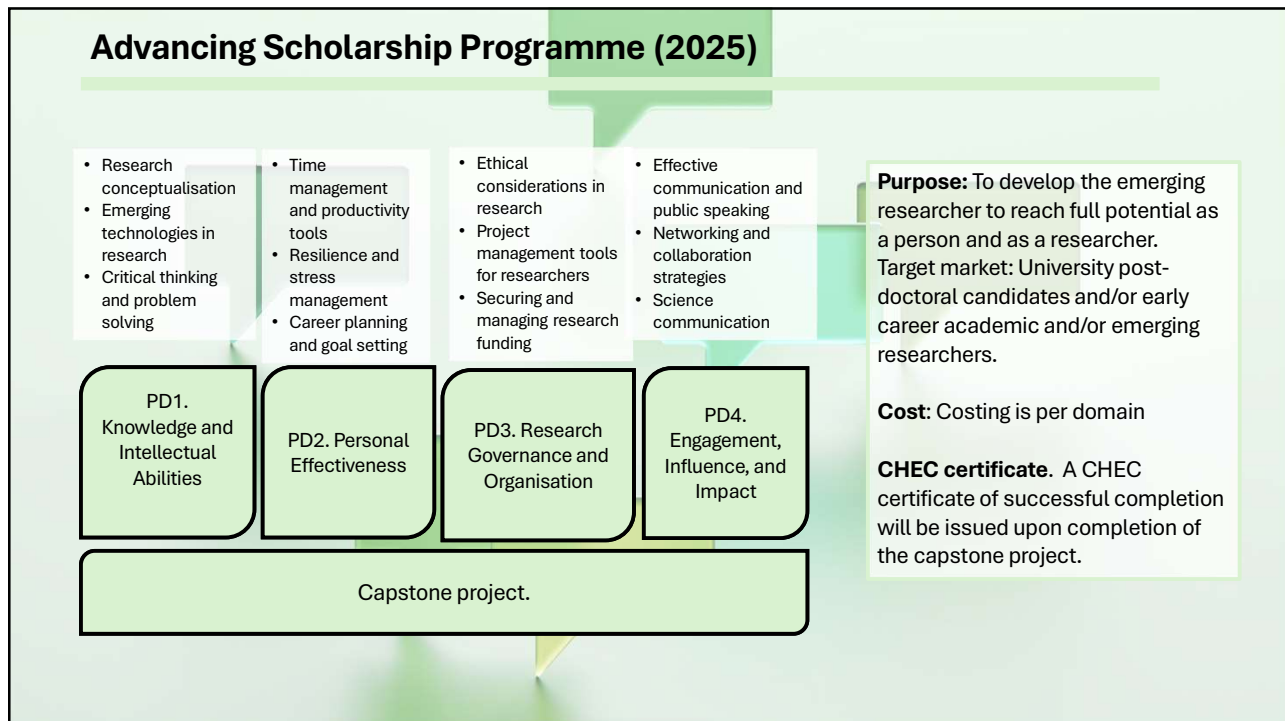 Advancing Scholarship Programme (2025)
• Research
conceptualisation
• Emerging
technologies in
research
• Critical thinking
and problem
solving
• Time
management
and productivity
tools
• Resilience and
stress
management
• Career planning
and goal setting
• Ethical
considerations in
research
• Project
management tools
for researchers
• Securing and
managing research
funding
• Effective
communication and
public speaking
• Networking and
collaboration
strategies
• Science
communication
PD1.
Knowledge and
Intellectual
Abilities
PD2. Personal
Effectiveness
PD3. Research
Governance and
Organisation
PD4.
Engagement,
Influence, and
Impact
Capstone project.
Purpose: To develop the emerging
researcher to reach full potential as
a person and as a researcher.
Target market: University post-
doctoral candidates and/or early
career academic and/or emerging
researchers.
Cost: Costing is per domain
CHEC certificate. A CHEC
certificate of successful completion
will be issued upon completion of
the capstone project.